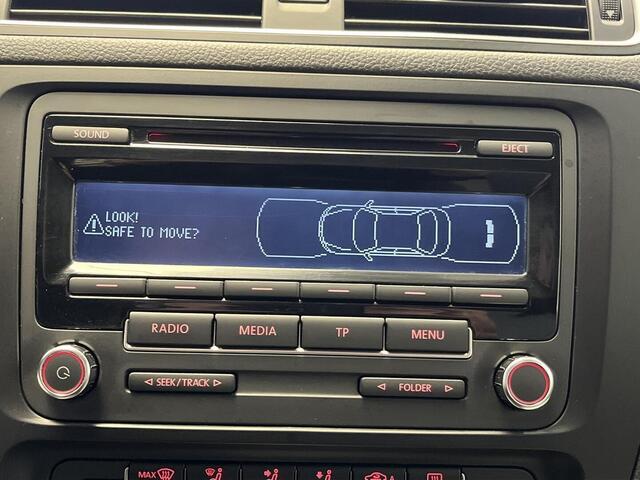 SOUND
EJECT
LOOK!
SAFE TO MOVE?
RADIO
MEDIA
TP
MENU
SEEK/TRACK
FOLDER
MAX
A